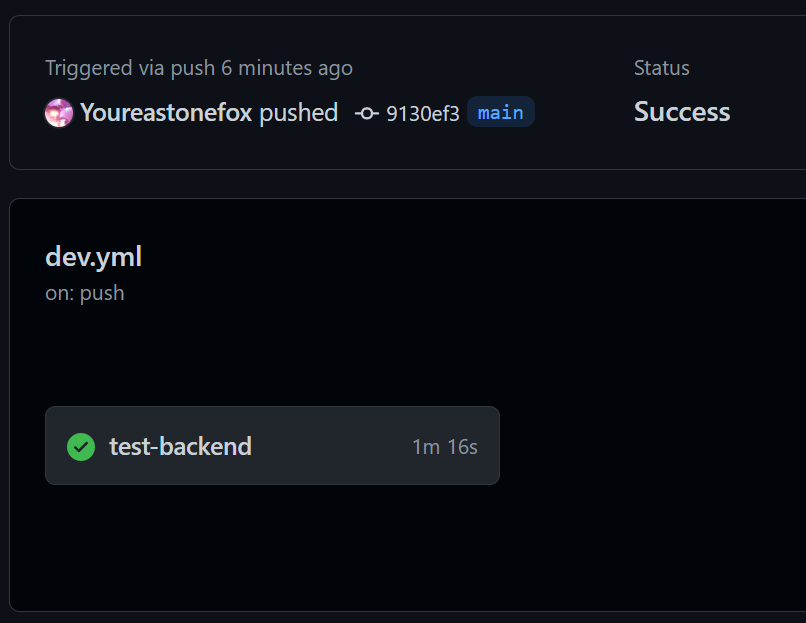 Triggered via push 6 minutes ago
Status
Youreastonefox pushed 9130ef3 main
Success
dev.yml
on: push
test-backend 1m 16s